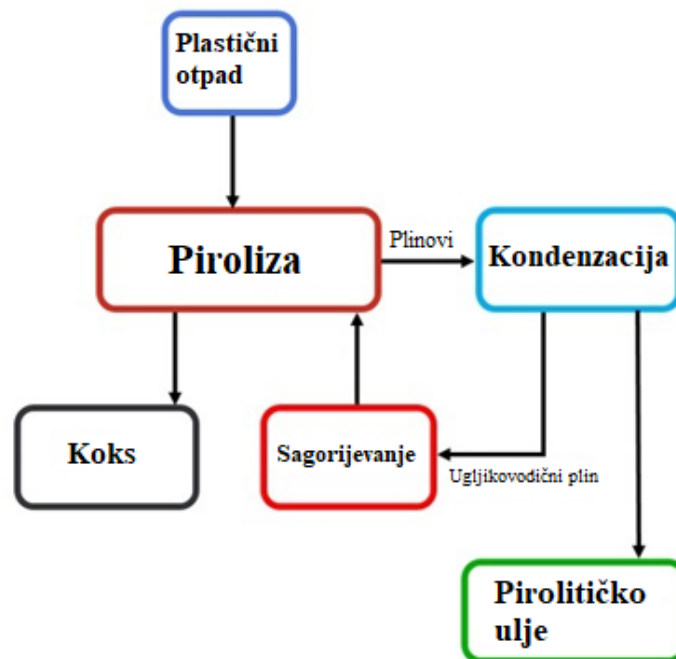 Plastični
otpad
Piroliza
Plinovi
Kondenzacija
Koks
Sagorijevanje
Ugljikovodični plin
Pirolitičko
ulje